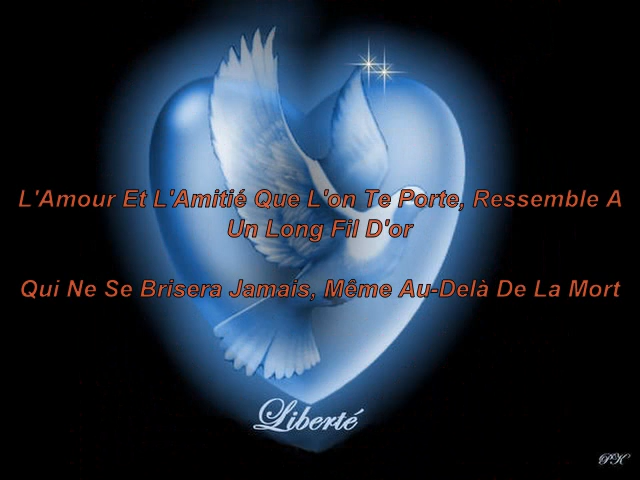 L'Amour Et L'Amitié Que L'on Te Porte, Ressemble A
Un Long Fil D'or
Qui Ne Se Brisera Jamais, Même Au-Delà De La Mort
Liberté
PK